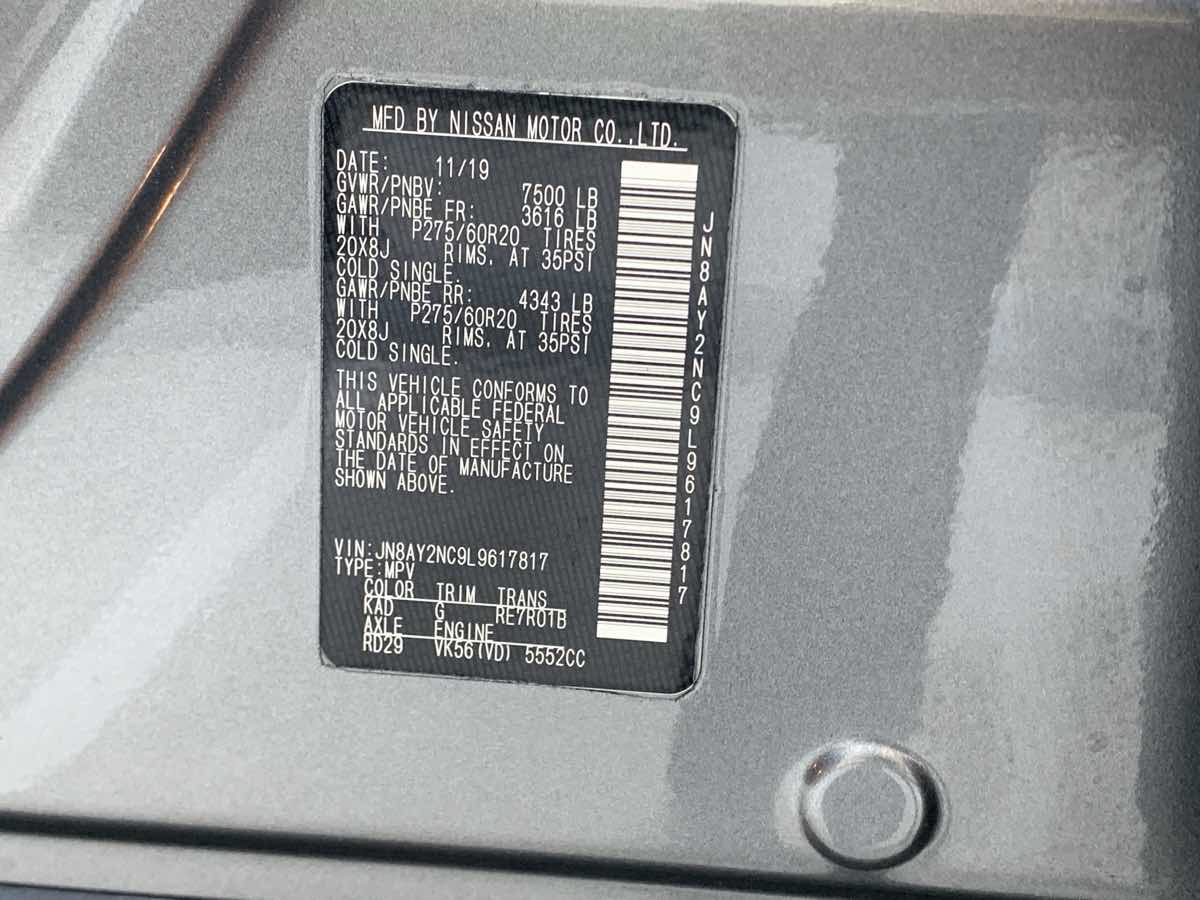 MFD BY NISSAN MOTOR CO.,LTD.
DATE: 11/19
GVWR/PNBV: 7500 LB
GAWR/PNBE FR: 3616 LB
WITH P275/60R20 TIRES
20X8J RIMS, AT 35PSI
COLD SINGLE.
GAWR/PNBE RR: 4343 LB
WITH P275/60R20 TIRES
20X8J RIMS, AT 35PSI
COLD SINGLE.
THIS VEHICLE CONFORMS TO
ALL APPLICABLE FEDERAL
MOTOR VEHICLE SAFETY
STANDARDS IN EFFECT ON
THE DATE OF MANUFACTURE
SHOWN ABOVE.
VIN:JN8AY2NC9L9617817
TYPE:MPV
COLOR TRIM TRANS
KAD G RE7R01B
AXLE ENGINE
RD29 VK56(VD) 5552CC
JN8AY2NC9L9617817